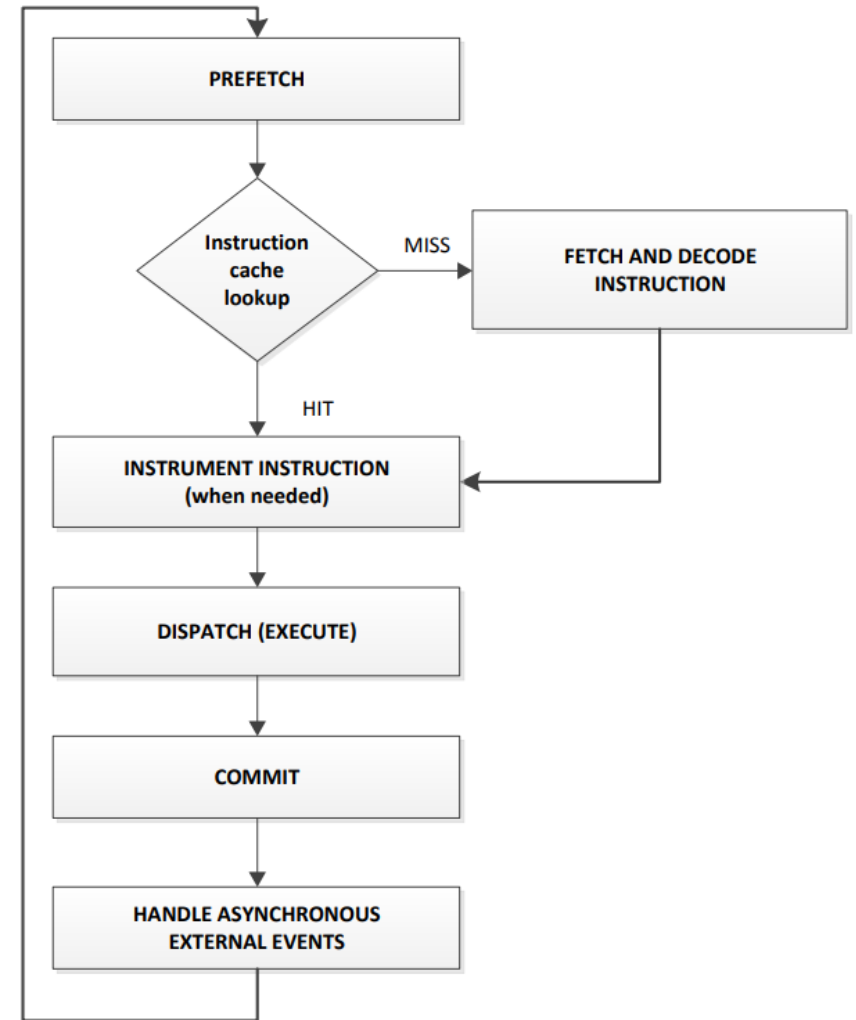 PREFETCH
Instruction
cache
lookup
MISS
FETCH AND DECODE
INSTRUCTION
HIT
INSTRUMENT INSTRUCTION
(when needed)
DISPATCH (EXECUTE)
COMMIT
HANDLE ASYNCHRONOUS
EXTERNAL EVENTS